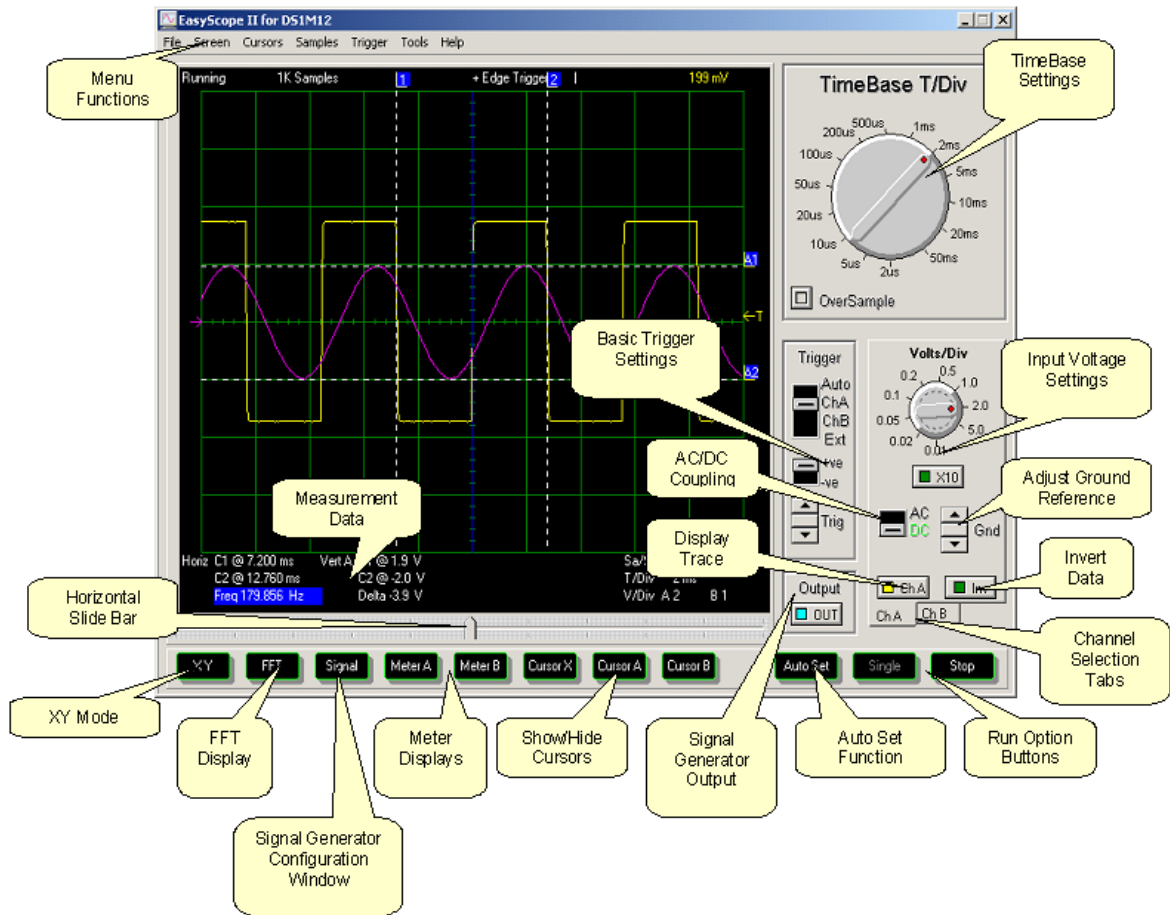 EasyScope II for DS1M12
File Screen Cursors Samples Trigger Tools Help
Menu
Functions
Running
1K Samples
1
+ Edge Trigger
2
199 mV
A1
T
A2
TimeBase T/Div
TimeBase
Settings
2us
5us
10us
20us
50us
100us
200us
500us
1ms
2ms
5ms
10ms
20ms
50ms
OverSample
Basic Trigger
Settings
Trigger
Auto
ChA
ChB
Ext
+ve
-ve
Trig
Volts/Div
0.01
0.02
0.05
0.1
0.2
0.5
1.0
2.0
5.0
X10
Input Voltage
Settings
AC/DC
Coupling
AC
DC
Gnd
Adjust Ground
Reference
Measurement
Data
Display
Trace
Ch A
Inv
Invert
Data
Ch A
Ch B
Channel
Selection
Tabs
Horiz C1 @ 7.200 ms Vert A @ 1.9 V
C2 @ 12.760 ms C2 @ -2.0 V
Freq 179.856 Hz Delta -3.9 V
T/Div 2 ms
V/Div A 2 B 1
Horizontal
Slide Bar
Output
OUT
XY
FFT
Signal
Meter A
Meter B
Cursor X
Cursor A
Cursor B
Auto Set
Single
Stop
XY Mode
FFT
Display
Signal Generator
Configuration
Window
Meter
Displays
Show/Hide
Cursors
Signal
Generator
Output
Auto Set
Function
Run Option
Buttons